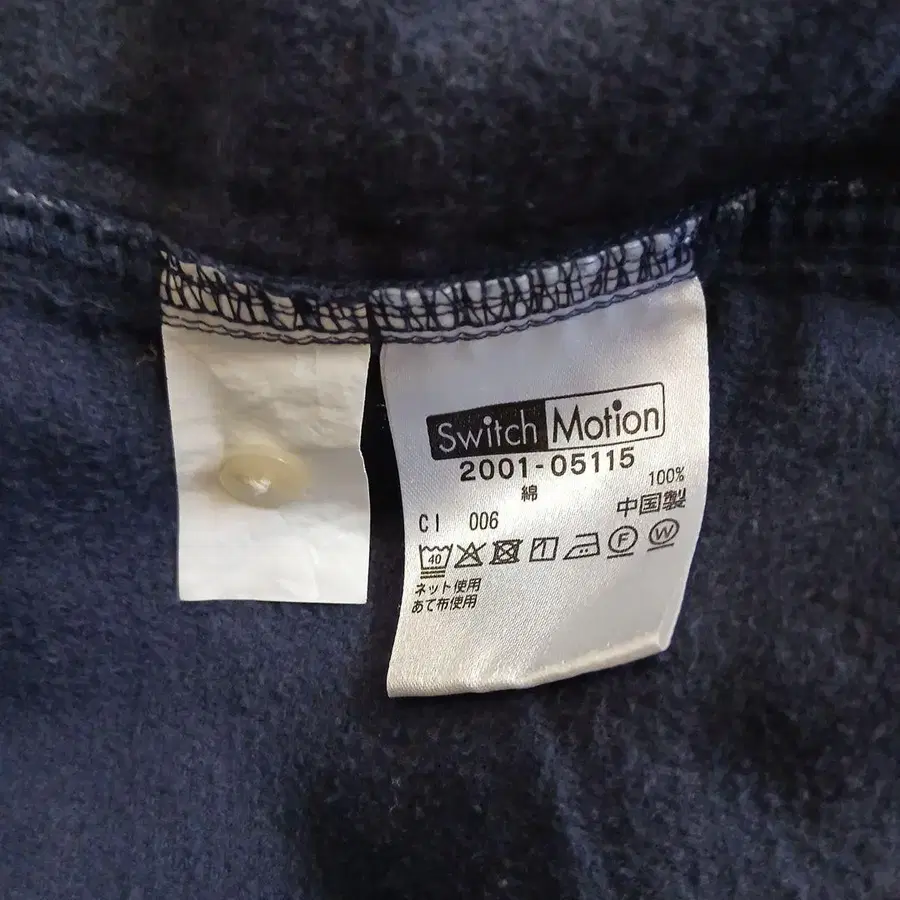 Switch Motion
2001-05115
綿 100%
CI 006 中国製
40 F W
ネット使用
あて布使用